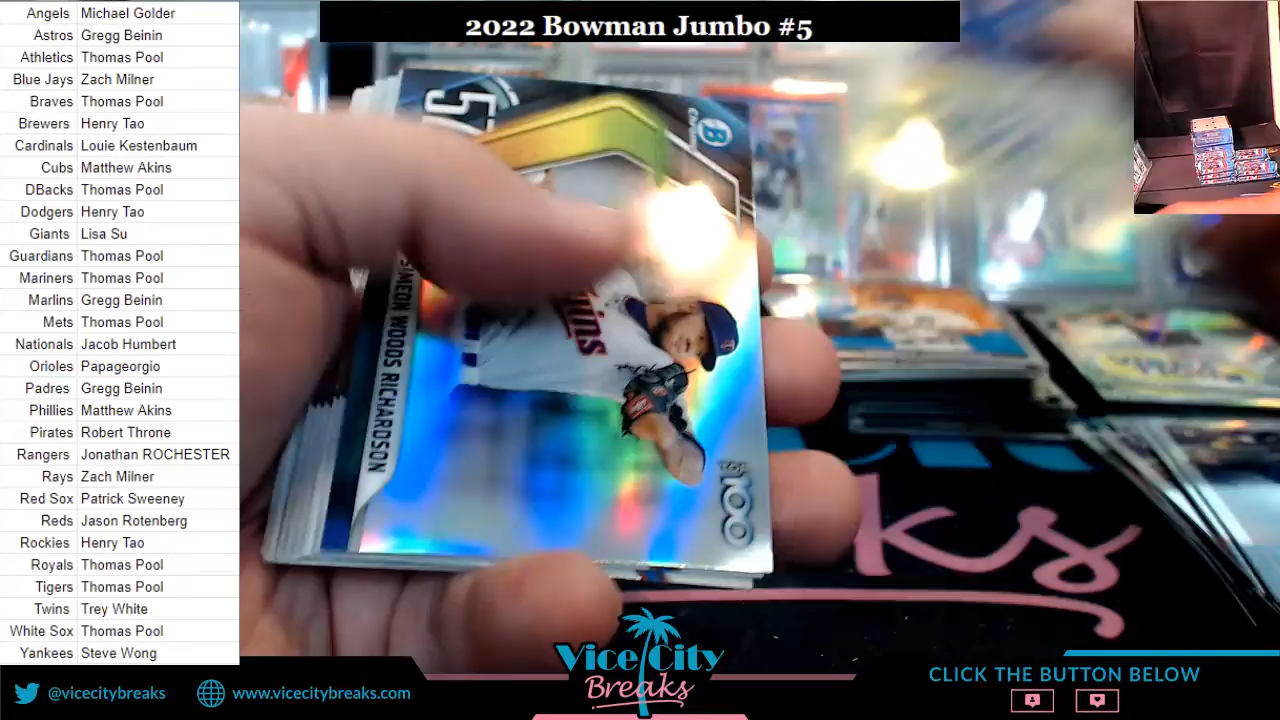 2022 Bowman Jumbo #5
Angels Michael Golder
Astros Gregg Beinin
Athletics Thomas Pool
Blue Jays Zach Milner
Braves Thomas Pool
Brewers Henry Tao
Cardinals Louie Kestenbaum
Cubs Matthew Akins
DBacks Thomas Pool
Dodgers Henry Tao
Giants Lisa Su
Guardians Thomas Pool
Mariners Thomas Pool
Marlins Gregg Beinin
Mets Thomas Pool
Nationals Jacob Humbert
Orioles Papageorgio
Padres Gregg Beinin
Phillies Matthew Akins
Pirates Robert Throne
Rangers Jonathan ROCHESTER
Rays Zach Milner
Red Sox Patrick Sweeney
Reds Jason Rotenberg
Rockies Henry Tao
Royals Thomas Pool
Tigers Thomas Pool
Twins Trey White
White Sox Thomas Pool
Yankees Steve Wong
B
SIMEON WOODS RICHARDSON
TOP 100
ks
@vicecitybreaks
www.vicecitybreaks.com
Vice City
Breaks
CLICK THE BUTTON BELOW